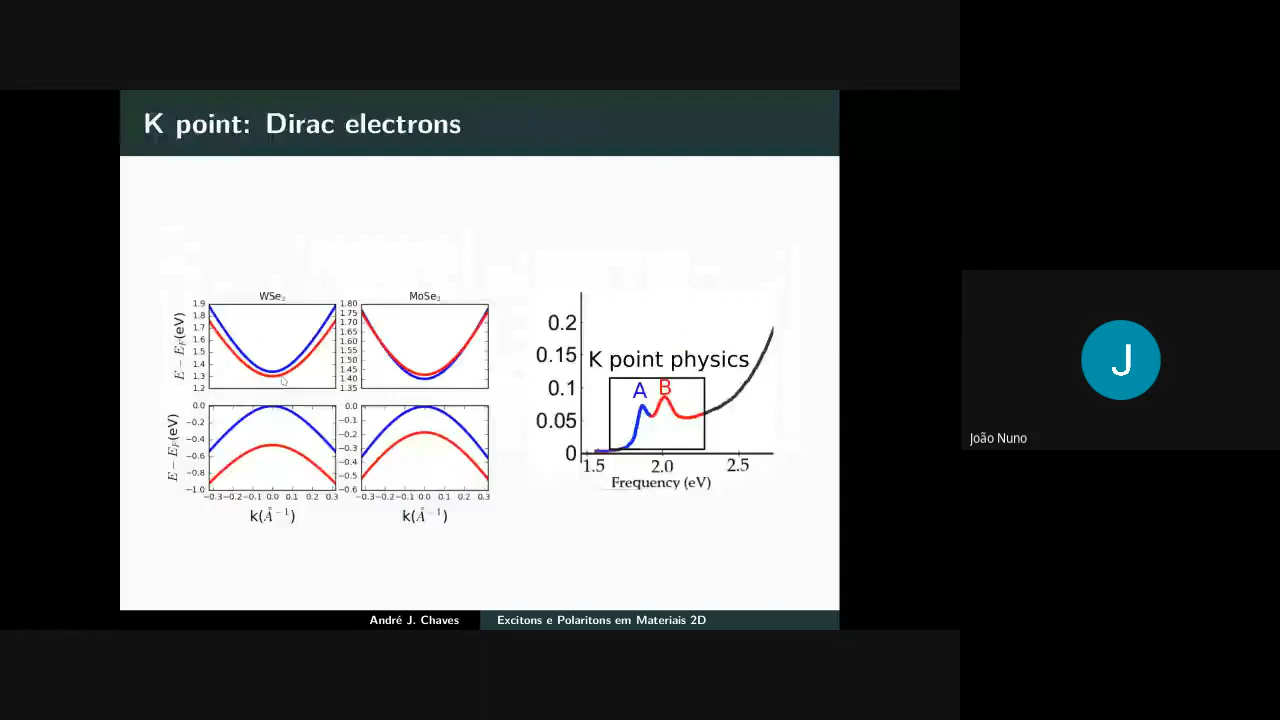 K point: Dirac electrons
WSe₂
MoSe₂
1.9
1.8
1.7
1.6
1.5
1.4
1.3
1.2
E − E_F(eV)
1.80
1.75
1.70
1.65
1.60
1.55
1.50
1.45
1.40
1.35
0.0
−0.2
−0.4
−0.6
−0.8
−1.0
E − E_F(eV)
0.0
−0.1
−0.2
−0.3
−0.4
−0.5
−0.6
−0.3 −0.2 −0.1 0.0 0.1 0.2 0.3
−0.3 −0.2 −0.1 0.0 0.1 0.2 0.3
k(Å⁻¹)
k(Å⁻¹)
0.2
0.15
0.1
0.05
0
K point physics
A
B
1.5 2.0 2.5
Frequency (eV)
André J. Chaves
Excitons e Polaritons em Materiais 2D
J
João Nuno